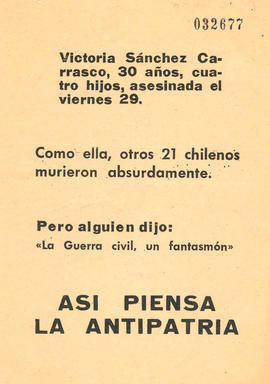 032677
Victoria Sánchez Ca-
rrasco, 30 años, cua-
tro hijos, asesinada el
viernes 29.
Como ella, otros 21 chilenos
murieron absurdamente.
Pero alguien dijo:
«La Guerra civil, un fantasmón»
ASI PIENSA
LA ANTIPATRIA